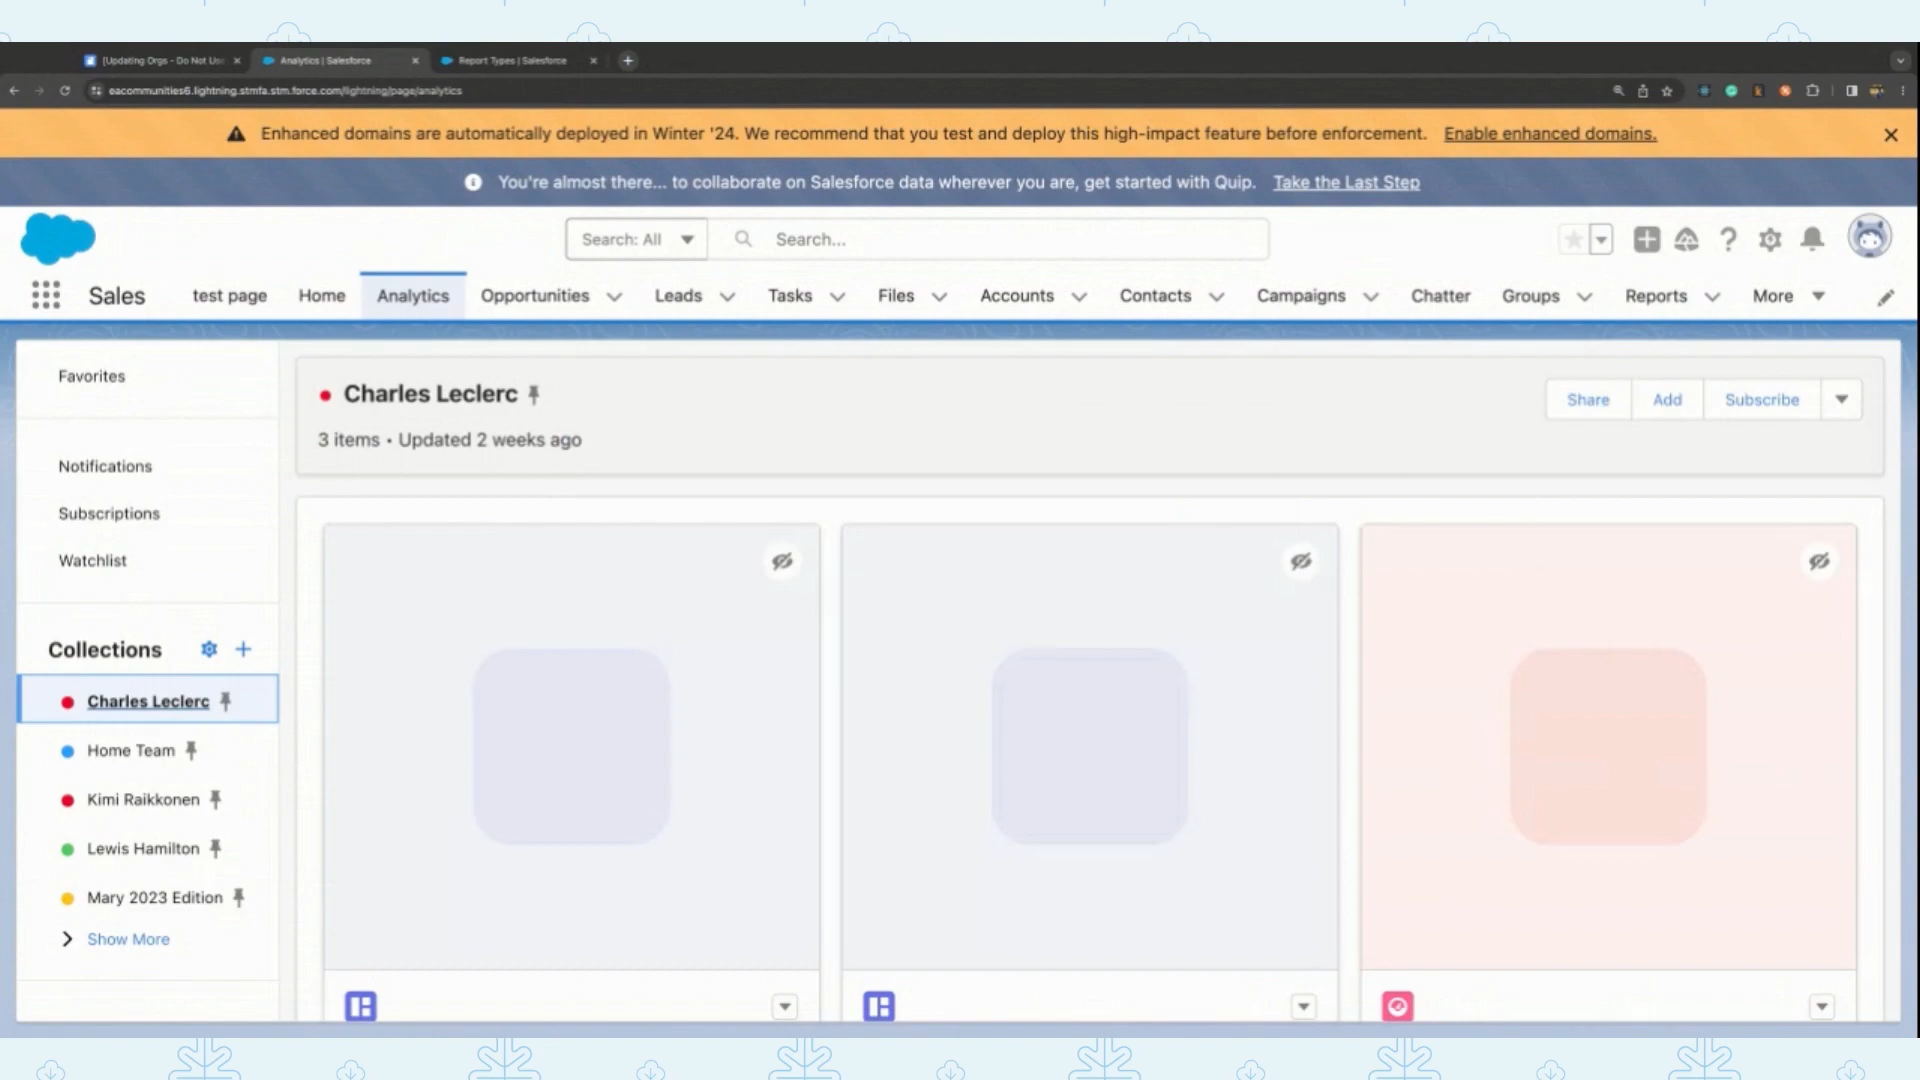 [Updating Orgs - Do Not Us
Analytics | Salesforce
Report Types | Salesforce
eacommunities6.lightning.stmfa.stm.force.com/lightning/page/analytics
Enhanced domains are automatically deployed in Winter '24. We recommend that you test and deploy this high-impact feature before enforcement. Enable enhanced domains.
You're almost there... to collaborate on Salesforce data wherever you are, get started with Quip. Take the Last Step
Search: All
Search...
Sales
test page
Home
Analytics
Opportunities
Leads
Tasks
Files
Accounts
Contacts
Campaigns
Chatter
Groups
Reports
More
Favorites
Notifications
Subscriptions
Watchlist
Collections
Charles Leclerc
Home Team
Kimi Raikkonen
Lewis Hamilton
Mary 2023 Edition
Show More
Charles Leclerc
3 items • Updated 2 weeks ago
Share
Add
Subscribe